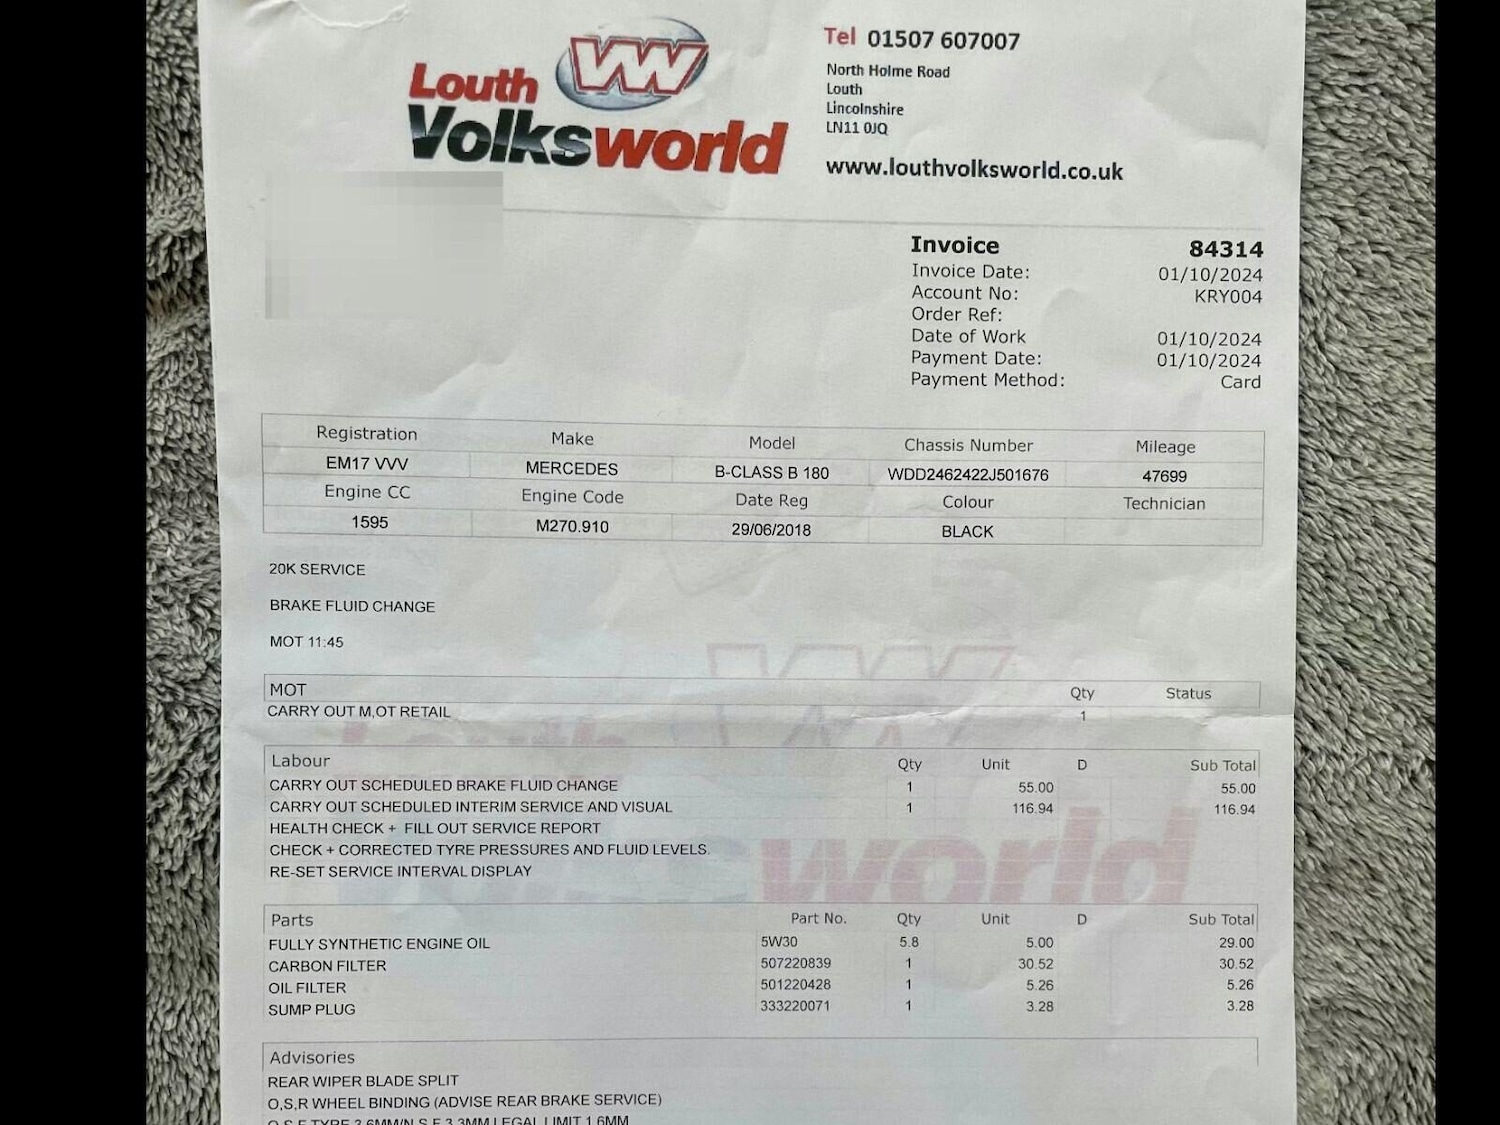 Louth VW
Volksworld
Tel 01507 607007
North Holme Road
Louth
Lincolnshire
LN11 0JQ
www.louthvolksworld.co.uk
Invoice 84314
Invoice Date: 01/10/2024
Account No: KRY004
Order Ref:
Date of Work 01/10/2024
Payment Date: 01/10/2024
Payment Method: Card
Registration Make Model Chassis Number Mileage
EM17 VVV MERCEDES B-CLASS B 180 WDD2462422J501676 47699
Engine CC Engine Code Date Reg Colour Technician
1595 M270.910 29/06/2018 BLACK
20K SERVICE
BRAKE FLUID CHANGE
MOT 11:45
MOT Qty Status
CARRY OUT M,OT RETAIL 1
Labour Qty Unit D Sub Total
CARRY OUT SCHEDULED BRAKE FLUID CHANGE 1 55.00 55.00
CARRY OUT SCHEDULED INTERIM SERVICE AND VISUAL 1 116.94 116.94
HEALTH CHECK + FILL OUT SERVICE REPORT
CHECK + CORRECTED TYRE PRESSURES AND FLUID LEVELS.
RE-SET SERVICE INTERVAL DISPLAY
Parts Part No. Qty Unit D Sub Total
FULLY SYNTHETIC ENGINE OIL 5W30 5.8 5.00 29.00
CARBON FILTER 507220839 1 30.52 30.52
OIL FILTER 501220428 1 5.26 5.26
SUMP PLUG 333220071 1 3.28 3.28
Advisories
REAR WIPER BLADE SPLIT
O,S,R WHEEL BINDING (ADVISE REAR BRAKE SERVICE)
O,S,F TYRE 3.6MM/N,S,F 3.3MM LEGAL LIMIT 1.6MM